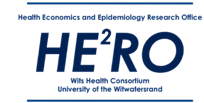 Health Economics and Epidemiology Research Office
HE²RO
Wits Health Consortium
University of the Witwatersrand